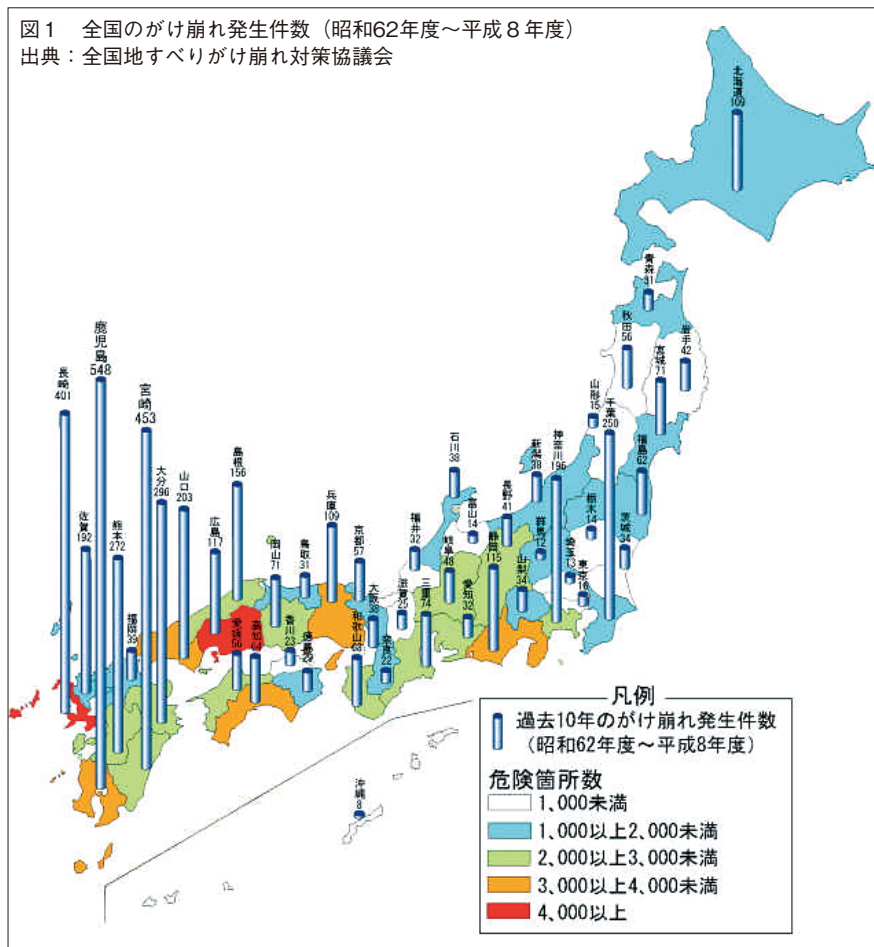 図1 全国のがけ崩れ発生件数（昭和62年度～平成8年度）
出典：全国地すべりがけ崩れ対策協議会
北海道
109
青森
31
秋田
56
岩手
42
宮城
71
山形
15
千葉
250
福島
62
神奈川
196
新潟
38
石川
38
長野
41
富山
14
栃木
14
茨城
34
群馬
12
埼玉
13
東京
16
静岡
115
山梨
34
岐阜
48
愛知
32
福井
32
滋賀
25
三重
74
京都
57
大阪
38
奈良
22
和歌山
68
兵庫
109
鳥取
31
岡山
71
島根
156
広島
117
山口
203
香川
23
徳島
29
愛媛
56
高知
64
鹿児島
548
長崎
401
宮崎
453
大分
296
佐賀
192
熊本
272
福岡
39
沖縄
8
凡例
過去10年のがけ崩れ発生件数
（昭和62年度～平成8年度）
危険箇所数
1,000未満
1,000以上2,000未満
2,000以上3,000未満
3,000以上4,000未満
4,000以上